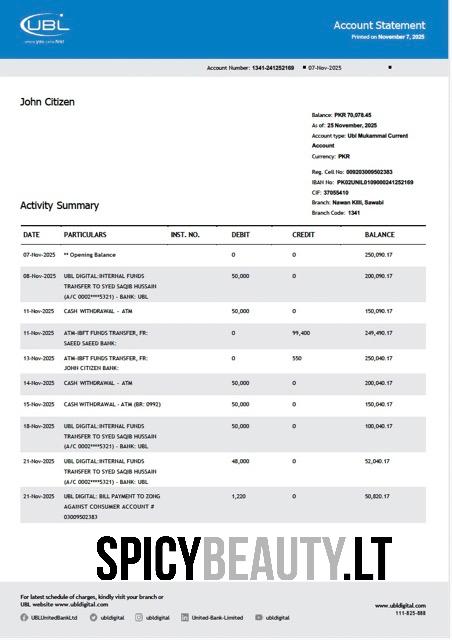 UBL
where you come first
Account Statement
Printed on November 7, 2025
Account Number: 1341-241252169 ▪ 07-Nov-2025 ▪
John Citizen
Balance: PKR 70,078.45
As of: 25 November, 2025
Account type: Ubl Mukammal Current
Account
Currency: PKR
Reg. Cell No: 009203009502383
IBAN No: PK02UNIL0109000241252169
CIF: 37055410
Branch: Nawan Killi, Sawabi
Branch Code: 1341
Activity Summary
DATE PARTICULARS INST. NO. DEBIT CREDIT BALANCE
07-Nov-2025 ** Opening Balance 0 0 250,090.17
08-Nov-2025 UBL DIGITAL:INTERNAL FUNDS 50,000 0 200,090.17
TRANSFER TO SYED SAQIB HUSSAIN
(A/C 0002****5321) - BANK: UBL
11-Nov-2025 CASH WITHDRAWAL - ATM 50,000 0 150,090.17
11-Nov-2025 ATM-IBFT FUNDS TRANSFER, FR: 0 99,400 249,490.17
SAEED SAEED BANK:
13-Nov-2025 ATM-IBFT FUNDS TRANSFER, FR: 0 550 250,040.17
JOHN CITIZEN BANK:
14-Nov-2025 CASH WITHDRAWAL - ATM 50,000 0 200,040.17
15-Nov-2025 CASH WITHDRAWAL - ATM (BR: 0992) 50,000 0 150,040.17
18-Nov-2025 UBL DIGITAL:INTERNAL FUNDS 50,000 0 100,040.17
TRANSFER TO SYED SAQIB HUSSAIN
(A/C 0002****5321) - BANK: UBL
21-Nov-2025 UBL DIGITAL:INTERNAL FUNDS 48,000 0 52,040.17
TRANSFER TO SYED SAQIB HUSSAIN
(A/C 0002****5321) - BANK: UBL
21-Nov-2025 UBL DIGITAL: BILL PAYMENT TO ZONG 1,220 0 50,820.17
AGAINST CONSUMER ACCOUNT #
03009502383
SPICYBEAUTY.LT
For latest schedule of charges, kindly visit your branch or
UBL website www.ubldigital.com
www.ubldigital.com
111-825-888
UBLUnitedBankLtd ubldigital ubldigital United-Bank-Limited ubldigital